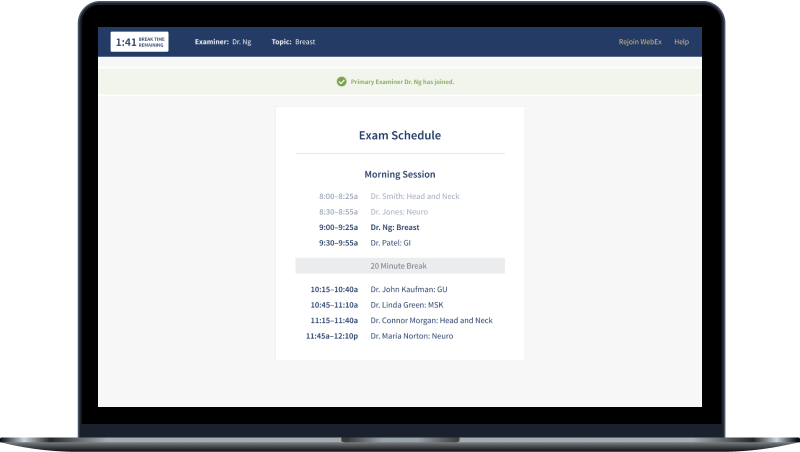 1:41 BREAK TIME REMAINING Examiner: Dr. Ng Topic: Breast Rejoin WebEx Help
Primary Examiner Dr. Ng has joined.
Exam Schedule
Morning Session
8:00–8:25a Dr. Smith: Head and Neck
8:30–8:55a Dr. Jones: Neuro
9:00–9:25a Dr. Ng: Breast
9:30–9:55a Dr. Patel: GI
20 Minute Break
10:15–10:40a Dr. John Kaufman: GU
10:45–11:10a Dr. Linda Green: MSK
11:15–11:40a Dr. Connor Morgan: Head and Neck
11:45a–12:10p Dr. Maria Norton: Neuro